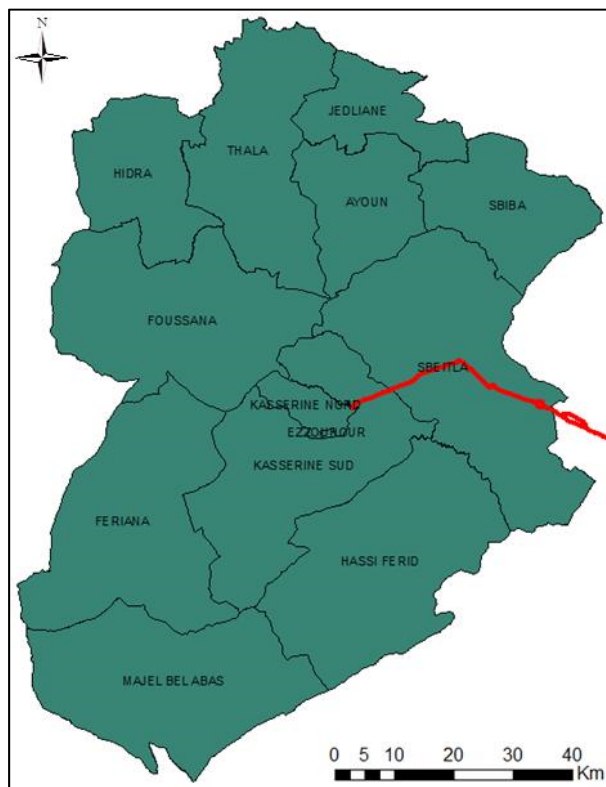 N
JEDLIANE
THALA
HIDRA
AYOUN
SBIBA
FOUSSANA
SBEITLA
KASSERINE NORD
EZZOUHOUR
KASSERINE SUD
FERIANA
HASSI FERID
MAJEL BEL ABAS
0 5 10 20 30 40
Km